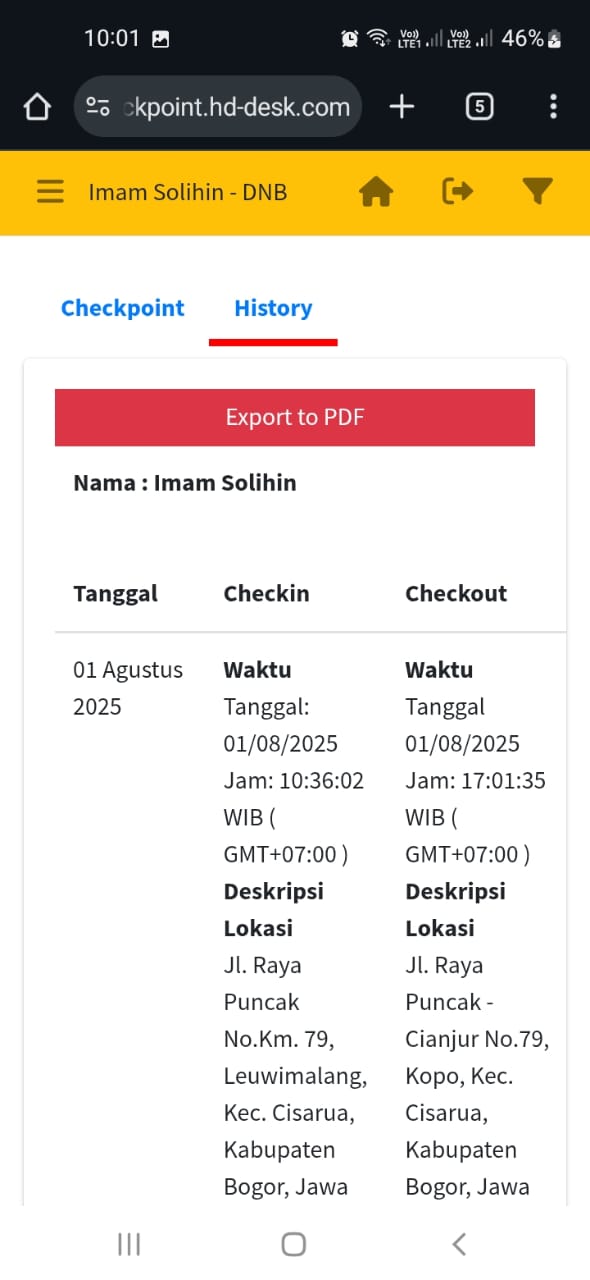 10:01
Vo)) LTE1 Vo)) LTE2 46%
ckpoint.hd-desk.com
5
Imam Solihin - DNB
Checkpoint History
Export to PDF
Nama : Imam Solihin
Tanggal Checkin Checkout
01 Agustus
2025
Waktu
Tanggal:
01/08/2025
Jam: 10:36:02
WIB (
GMT+07:00 )
Deskripsi
Lokasi
Jl. Raya
Puncak
No.Km. 79,
Leuwimalang,
Kec. Cisarua,
Kabupaten
Bogor, Jawa
Waktu
Tanggal
01/08/2025
Jam: 17:01:35
WIB (
GMT+07:00 )
Deskripsi
Lokasi
Jl. Raya
Puncak -
Cianjur No.79,
Kopo, Kec.
Cisarua,
Kabupaten
Bogor, Jawa